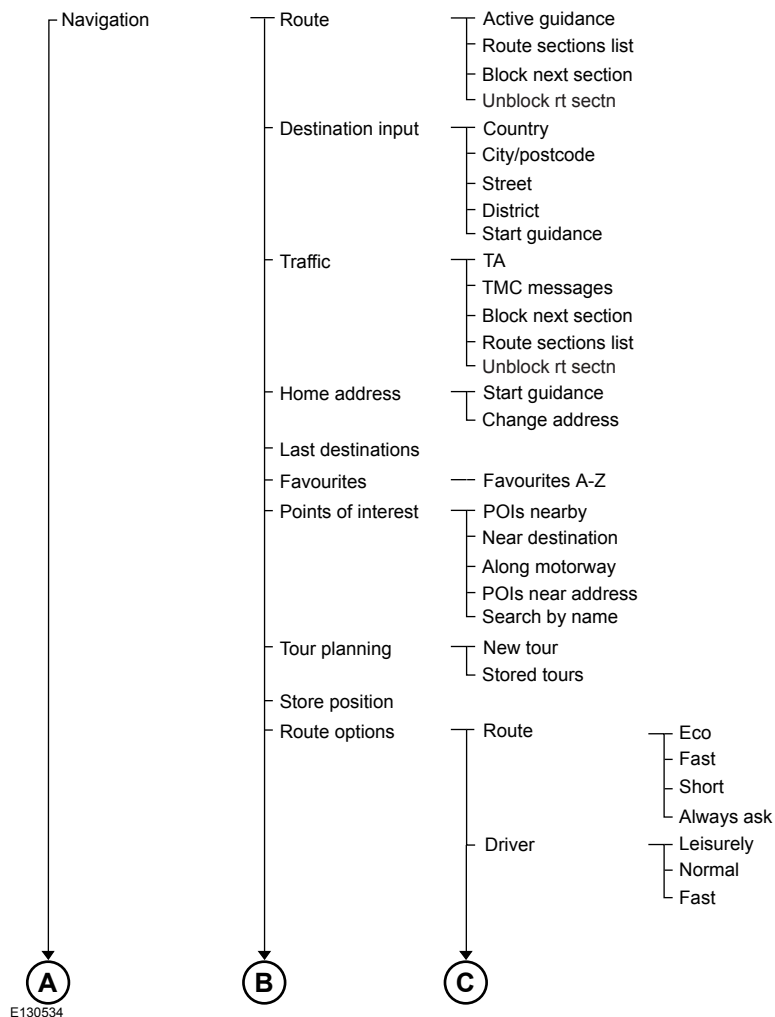 Navigation
Route
Active guidance
Route sections list
Block next section
Unblock rt sectn
Destination input
Country
City/postcode
Street
District
Start guidance
Traffic
TA
TMC messages
Block next section
Route sections list
Unblock rt sectn
Home address
Start guidance
Change address
Last destinations
Favourites
Favourites A-Z
Points of interest
POIs nearby
Near destination
Along motorway
POIs near address
Search by name
Tour planning
New tour
Stored tours
Store position
Route options
Route
Eco
Fast
Short
Always ask
Driver
Leisurely
Normal
Fast
A
B
C
E130534